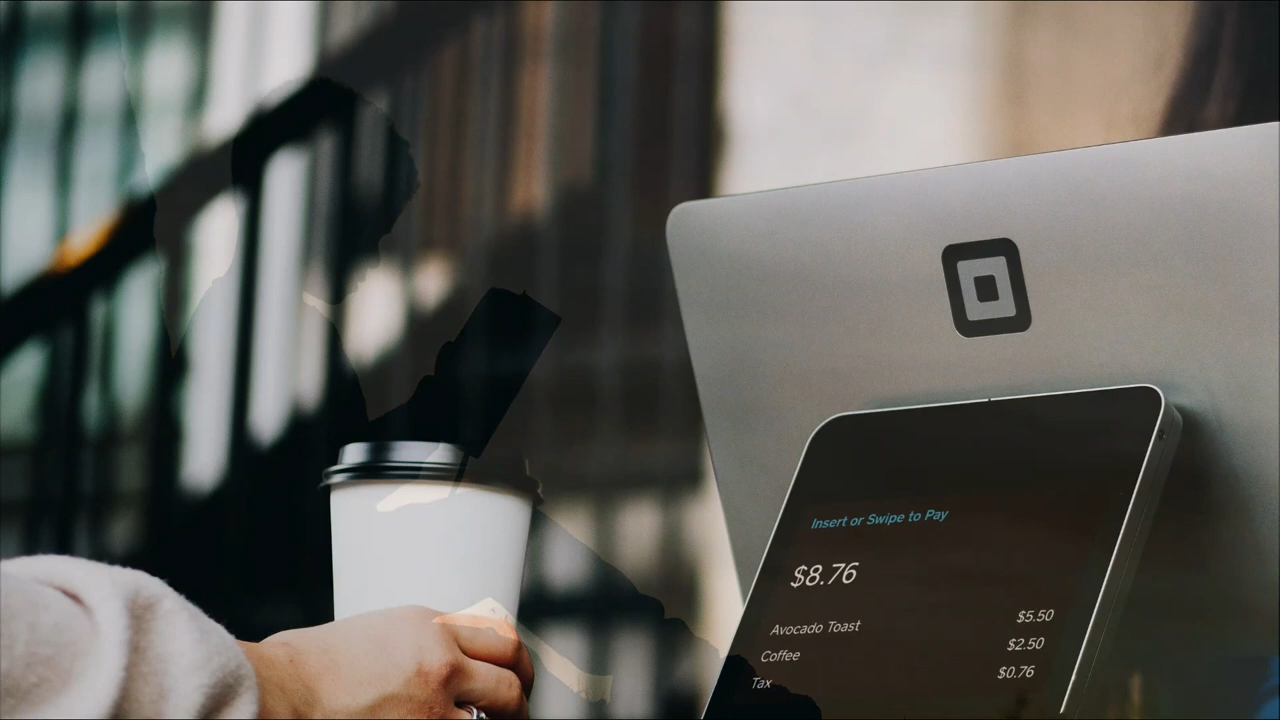 Insert or Swipe to Pay
$8.76
Avocado Toast $5.50
Coffee $2.50
Tax $0.76